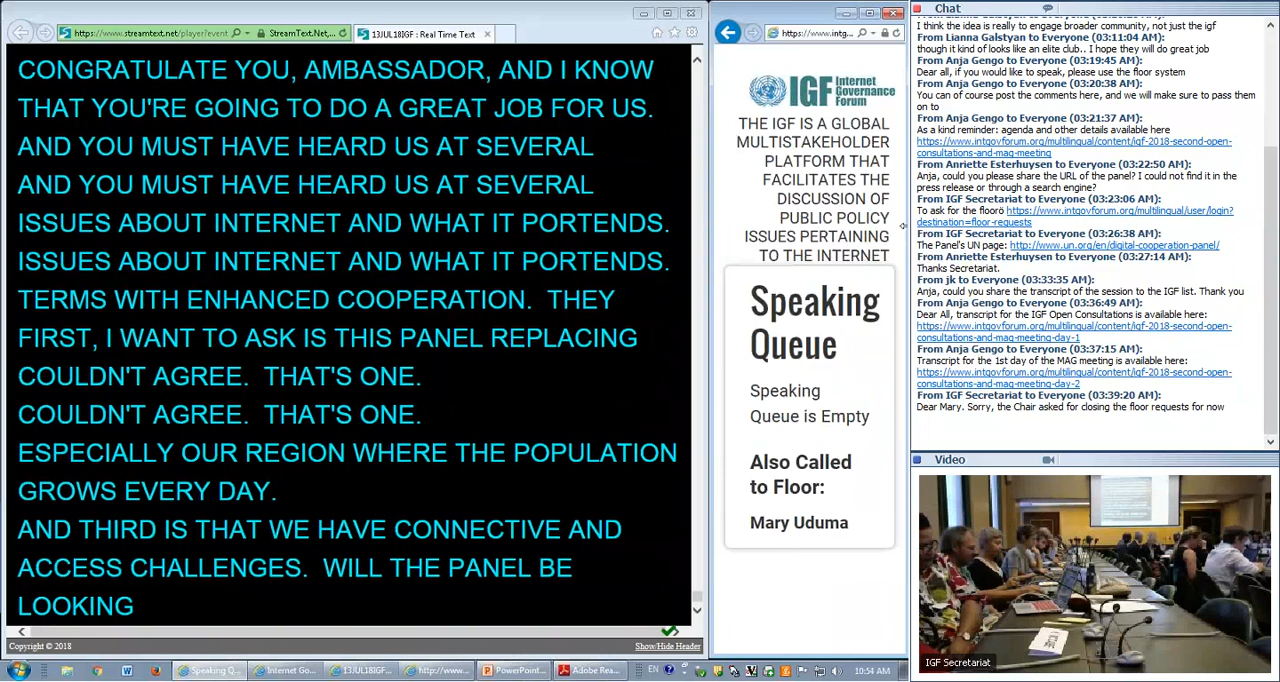 https://www.streamtext.net/player?event
StreamText.Net, ...
13JUL18IGF : Real Time Text
CONGRATULATE YOU, AMBASSADOR, AND I KNOW
THAT YOU'RE GOING TO DO A GREAT JOB FOR US.
AND YOU MUST HAVE HEARD US AT SEVERAL
AND YOU MUST HAVE HEARD US AT SEVERAL
ISSUES ABOUT INTERNET AND WHAT IT PORTENDS.
ISSUES ABOUT INTERNET AND WHAT IT PORTENDS.
TERMS WITH ENHANCED COOPERATION. THEY
FIRST, I WANT TO ASK IS THIS PANEL REPLACING
COULDN'T AGREE. THAT'S ONE.
COULDN'T AGREE. THAT'S ONE.
ESPECIALLY OUR REGION WHERE THE POPULATION
GROWS EVERY DAY.
AND THIRD IS THAT WE HAVE CONNECTIVE AND
ACCESS CHALLENGES. WILL THE PANEL BE
LOOKING
Copyright © 2018
Show/Hide Header
https://www.intg...
IGF Internet
Governance
Forum
THE IGF IS A GLOBAL
MULTISTAKEHOLDER
PLATFORM THAT
FACILITATES THE
DISCUSSION OF
PUBLIC POLICY
ISSUES PERTAINING
TO THE INTERNET
Speaking
Queue
Speaking
Queue is Empty
Also Called
to Floor:
Mary Uduma
Chat
I think the idea is really to engage broader community, not just the igf
From Lianna Galstyan to Everyone (03:11:04 AM):
though it kind of looks like an elite club.. I hope they will do great job
From Anja Gengo to Everyone (03:19:45 AM):
Dear all, if you would like to speak, please use the floor system
From Anja Gengo to Everyone (03:20:38 AM):
You can of course post the comments here, and we will make sure to pass them
on to
From Anja Gengo to Everyone (03:21:37 AM):
As a kind reminder: agenda and other details available here
https://www.intgovforum.org/multilingual/content/igf-2018-second-open-
consultations-and-mag-meeting
From Anriette Esterhuysen to Everyone (03:22:50 AM):
Anja, could you please share the URL of the panel? I could not find it in the
press release or through a search engine?
From IGF Secretariat to Everyone (03:23:06 AM):
To ask for the floorö https://www.intgovforum.org/multilingual/user/login?
destination=floor-requests
From IGF Secretariat to Everyone (03:26:38 AM):
The Panel's UN page: http://www.un.org/en/digital-cooperation-panel/
From Anriette Esterhuysen to Everyone (03:27:14 AM):
Thanks Secretariat.
From jk to Everyone (03:33:35 AM):
Anja, could you share the transcript of the session to the IGF list. Thank you
From Anja Gengo to Everyone (03:36:49 AM):
Dear All, transcript for the IGF Open Consultations is available here:
https://www.intgovforum.org/multilingual/content/igf-2018-second-open-
consultations-and-mag-meeting-day-1
From Anja Gengo to Everyone (03:37:15 AM):
Transcript for the 1st day of the MAG meeting is available here:
https://www.intgovforum.org/multilingual/content/igf-2018-second-open-
consultations-and-mag-meeting-day-2
From IGF Secretariat to Everyone (03:39:20 AM):
Dear Mary. Sorry, the Chair asked for closing the floor requests for now
Video
IGF Secretariat
Speaking Q... Internet Go... 13JUL18IGF... http://www... PowerPoint... Adobe Rea... EN 10:54 AM